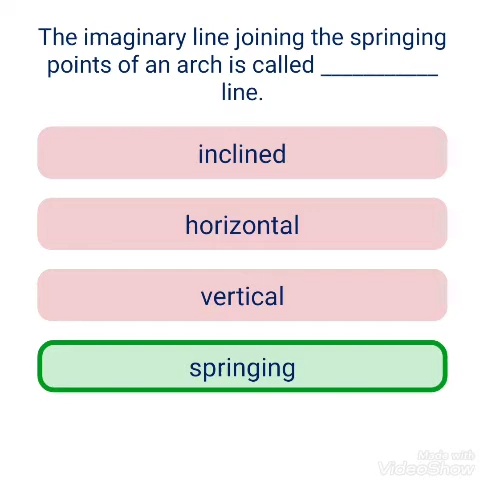 The imaginary line joining the springing
points of an arch is called ___________
line.
inclined
horizontal
vertical
springing
Made with
VideoShow